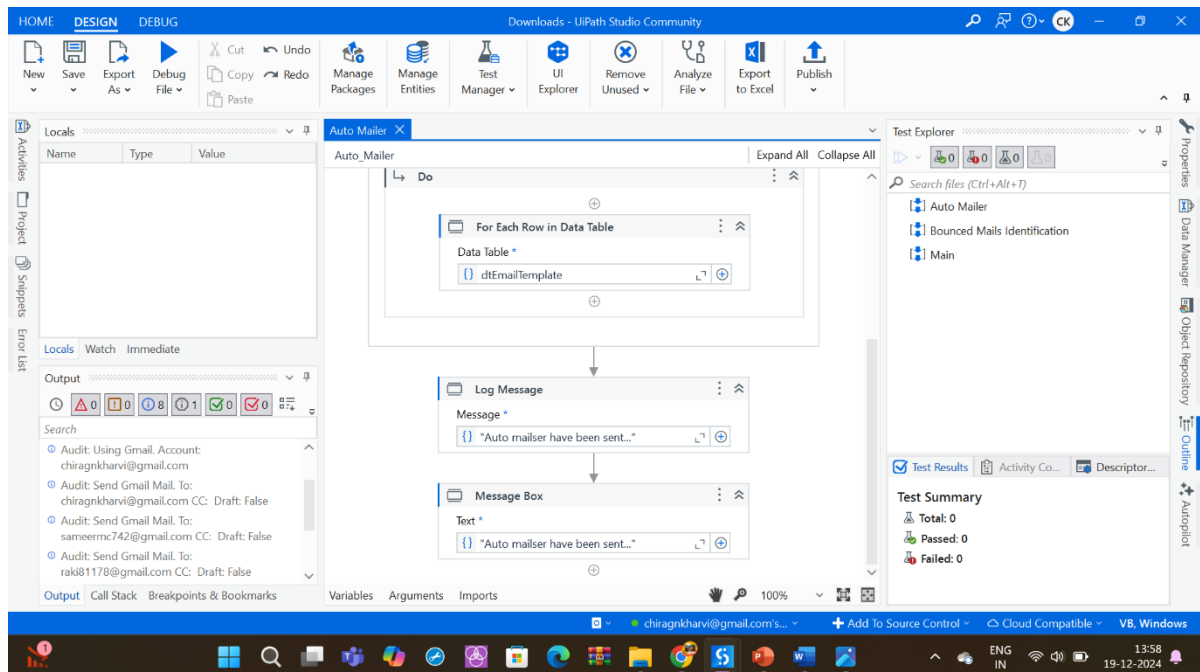 HOME DESIGN DEBUG Downloads - UiPath Studio Community CK
New Save Export As Debug File Cut Copy Paste Undo Redo Manage Packages Manage Entities Test Manager UI Explorer Remove Unused Analyze File Export to Excel Publish
Activities
Project
Snippets
Error List
Locals
Name Type Value
Locals Watch Immediate
Output
0 0 8 1 0 0
Search
Audit: Using Gmail. Account:
chiragnkharvi@gmail.com
Audit: Send Gmail Mail. To:
chiragnkharvi@gmail.com CC: Draft: False
Audit: Send Gmail Mail. To:
sameermc742@gmail.com CC: Draft: False
Audit: Send Gmail Mail. To:
raki81178@gmail.com CC: Draft: False
Output Call Stack Breakpoints & Bookmarks
Auto Mailer
Auto_Mailer Expand All Collapse All
Do
For Each Row in Data Table
Data Table *
{} dtEmailTemplate
Log Message
Message *
{} "Auto mailser have been sent..."
Message Box
Text *
{} "Auto mailser have been sent..."
Variables Arguments Imports 100%
Test Explorer
0 0 0 0
Search files (Ctrl+Alt+T)
Auto Mailer
Bounced Mails Identification
Main
Test Results Activity Co... Descriptor...
Test Summary
Total: 0
Passed: 0
Failed: 0
Properties
Data Manager
Object Repository
Outline
Autopilot
chiragnkharvi@gmail.com's... Add To Source Control Cloud Compatible VB, Windows
1 ENG IN 13:58 19-12-2024